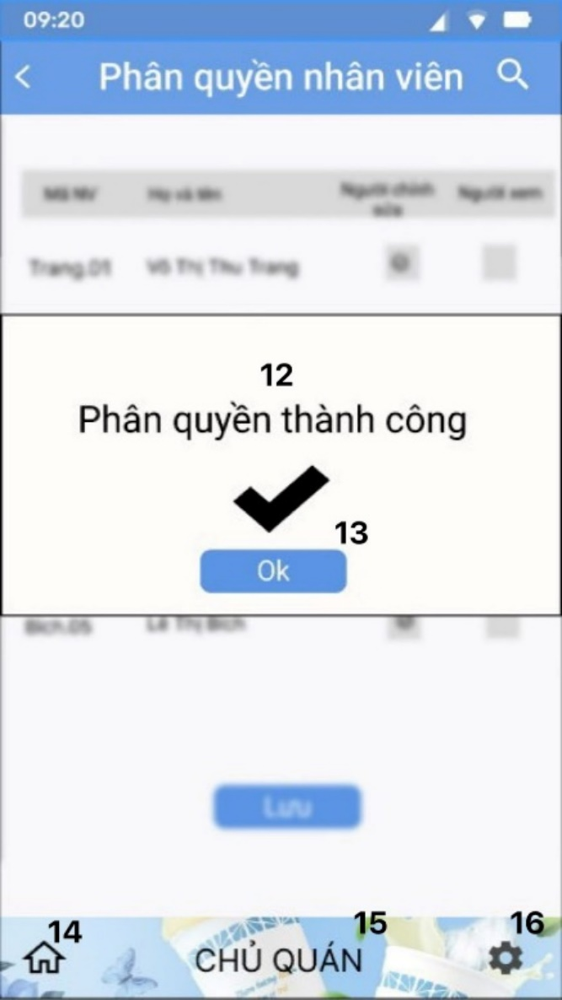 09:20
Phân quyền nhân viên
Mã NV Họ và tên Người chỉnh sửa Người xem
Trang.01 Võ Thị Thu Trang
12
Phân quyền thành công
13
Ok
Bich.05 Lê Thị Bích
Lưu
14 15 16
CHỦ QUÁN